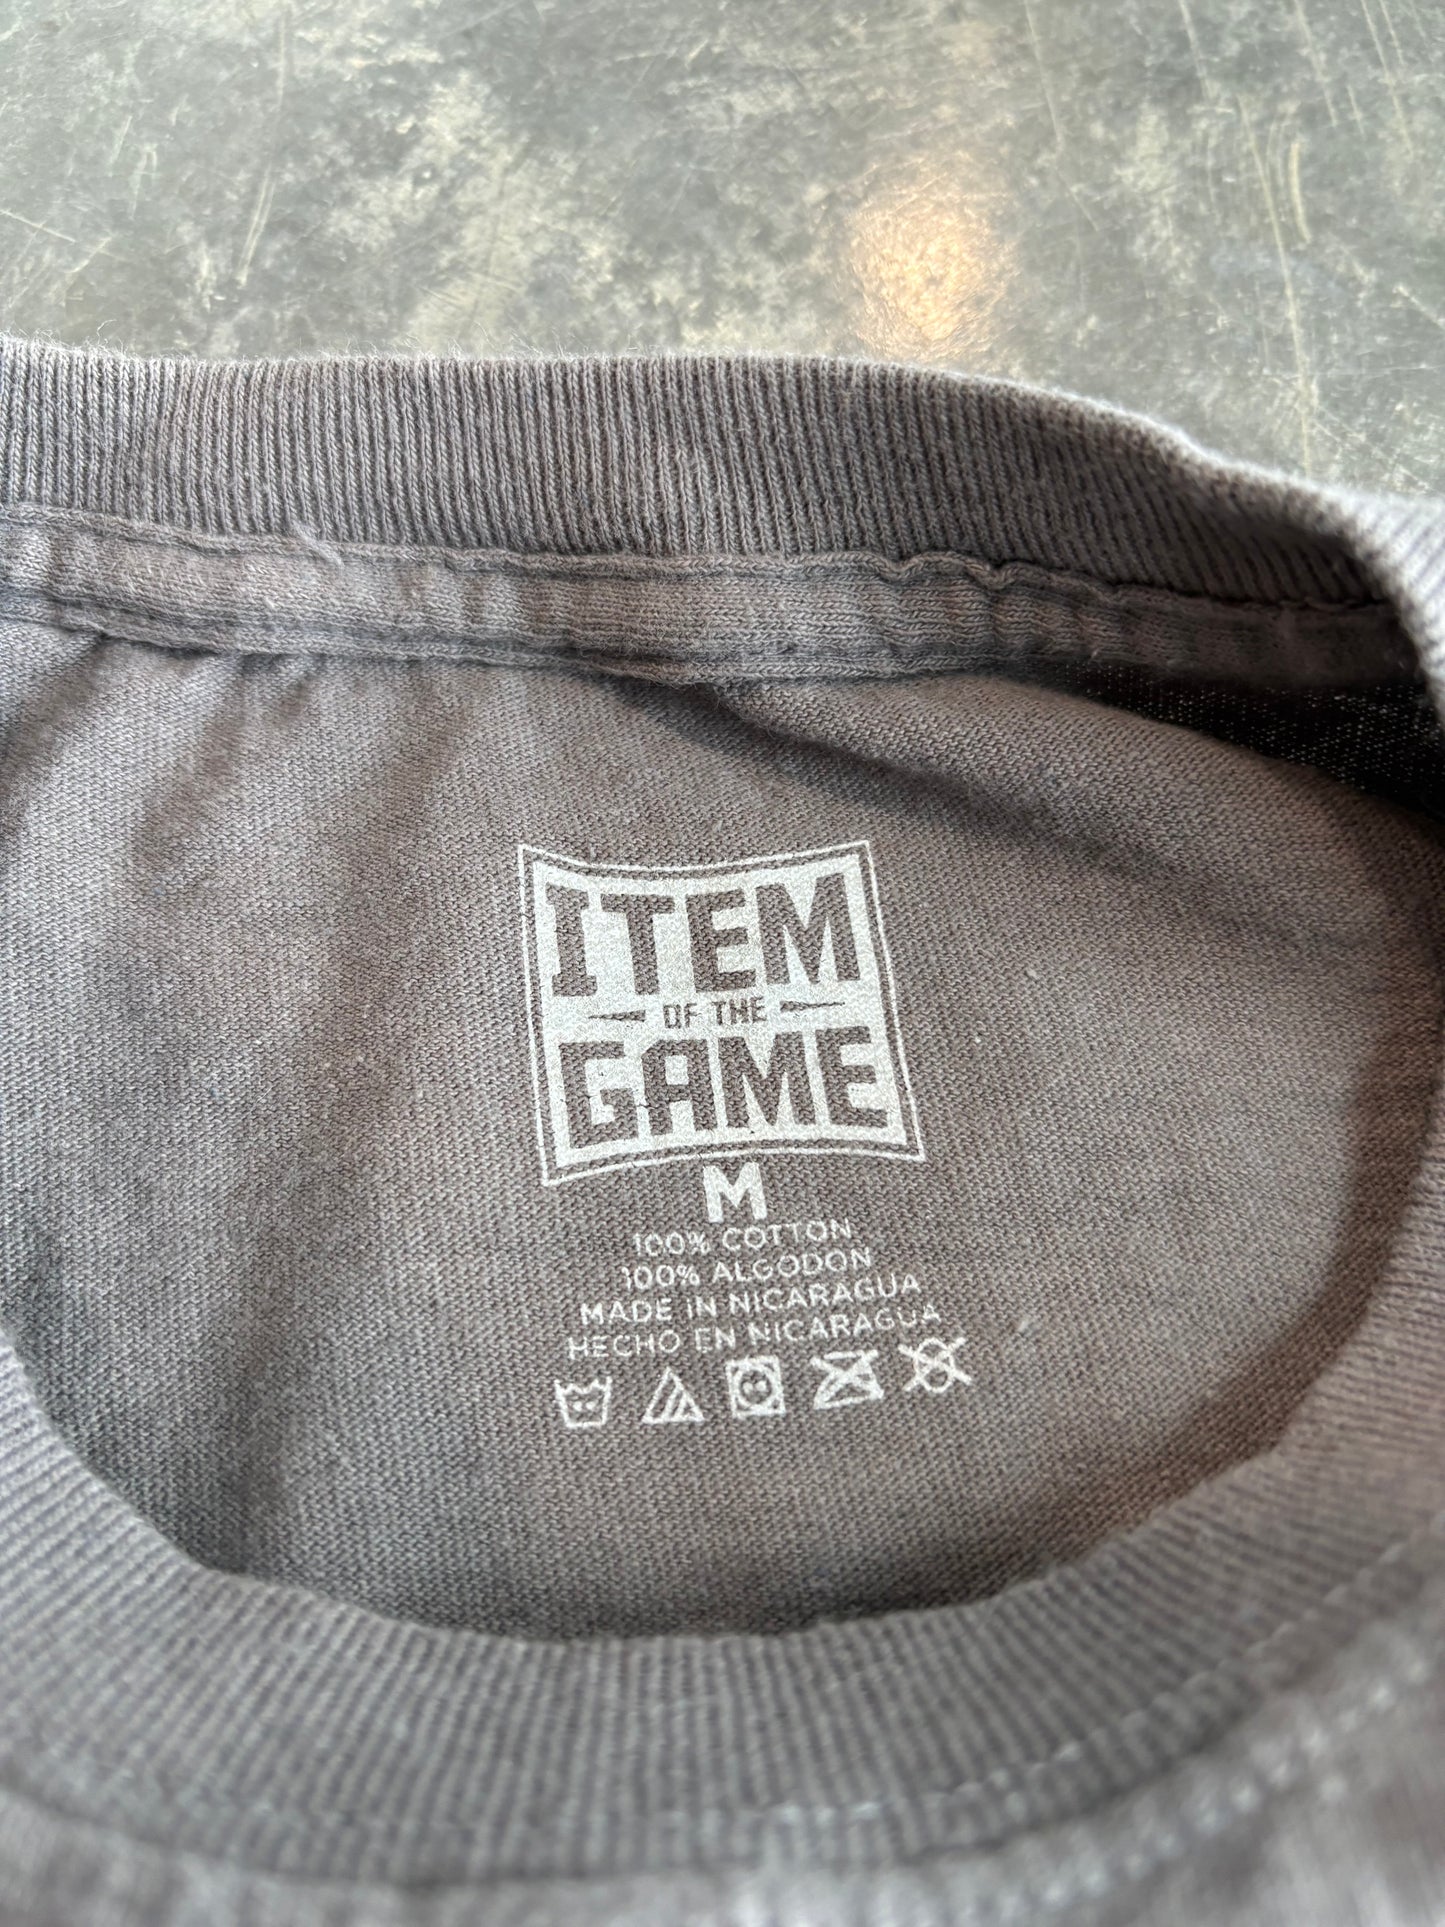 ITEM
OF THE
GAME
M
100% COTTON
100% ALGODON
MADE IN NICARAGUA
HECHO EN NICARAGUA